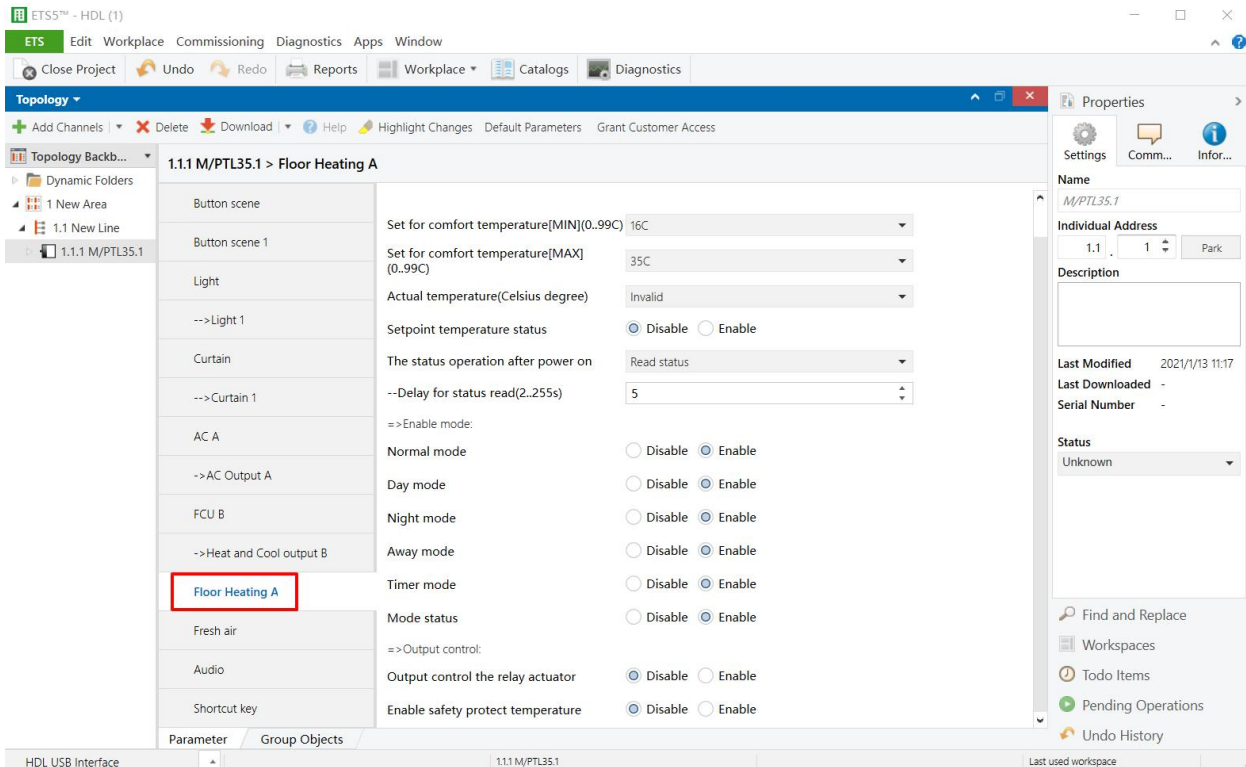 ETS5™ - HDL (1)
ETS Edit Workplace Commissioning Diagnostics Apps Window
Close Project Undo Redo Reports Workplace Catalogs Diagnostics
Topology
Add Channels Delete Download Help Highlight Changes Default Parameters Grant Customer Access
Topology Backb...
Dynamic Folders
1 New Area
1.1 New Line
1.1.1 M/PTL35.1
1.1.1 M/PTL35.1 > Floor Heating A
Button scene
Button scene 1
Light
-->Light 1
Curtain
-->Curtain 1
AC A
->AC Output A
FCU B
->Heat and Cool output B
Floor Heating A
Fresh air
Audio
Shortcut key
Set for comfort temperature[MIN](0..99C) 16C
Set for comfort temperature[MAX]
(0..99C) 35C
Actual temperature(Celsius degree) Invalid
Setpoint temperature status Disable Enable
The status operation after power on Read status
--Delay for status read(2..255s) 5
=>Enable mode:
Normal mode Disable Enable
Day mode Disable Enable
Night mode Disable Enable
Away mode Disable Enable
Timer mode Disable Enable
Mode status Disable Enable
=>Output control:
Output control the relay actuator Disable Enable
Enable safety protect temperature Disable Enable
Parameter Group Objects
Properties
Settings Comm... Infor...
Name
M/PTL35.1
Individual Address
1.1 . 1 Park
Description
Last Modified 2021/1/13 11:17
Last Downloaded -
Serial Number -
Status
Unknown
Find and Replace
Workspaces
Todo Items
Pending Operations
Undo History
HDL USB Interface 1.1.1 M/PTL35.1 Last used workspace